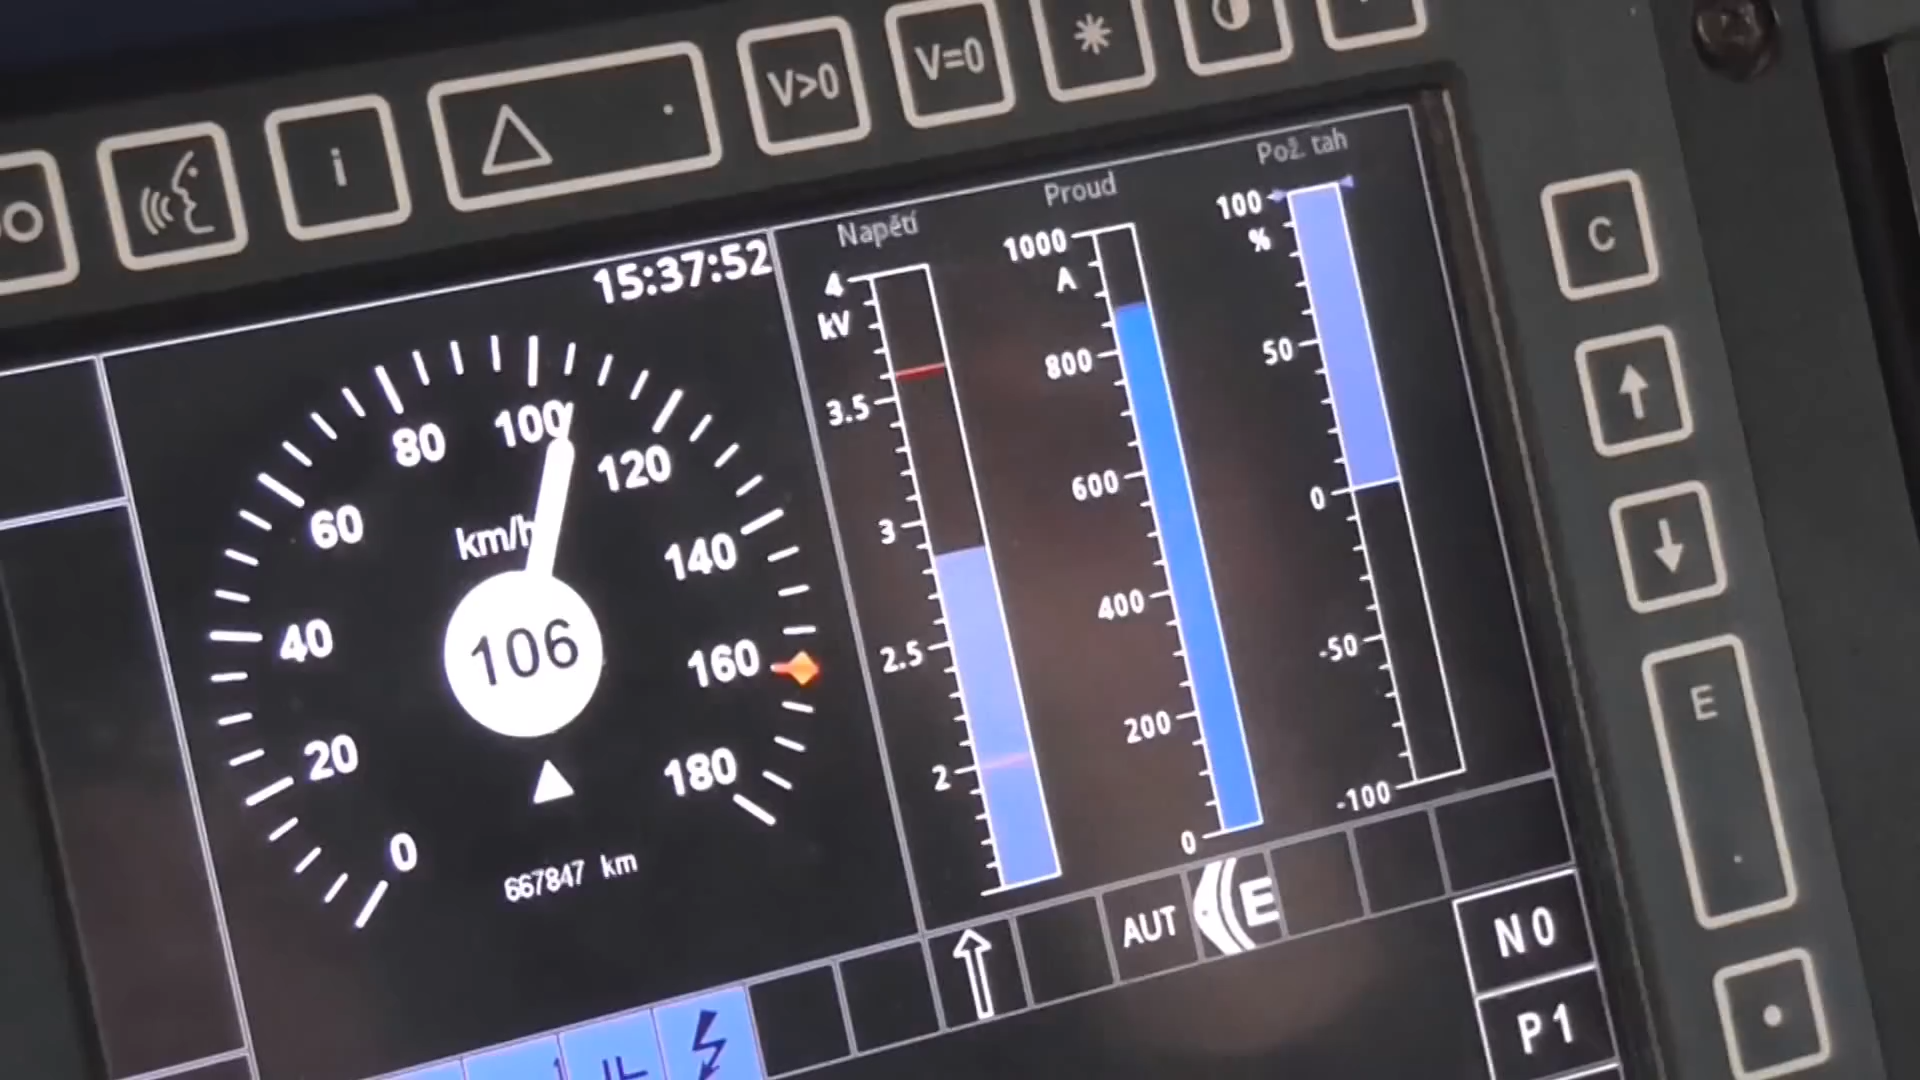 V>0
V=0
i
C
E
15:37:52
Napětí
Proud
Pož. tah
4
kV
3.5
3
2.5
2
1000
A
800
600
400
200
0
100
%
50
0
-50
-100
0
20
40
60
80
100
120
140
160
180
km/h
106
667847 km
AUT
E
N 0
P 1